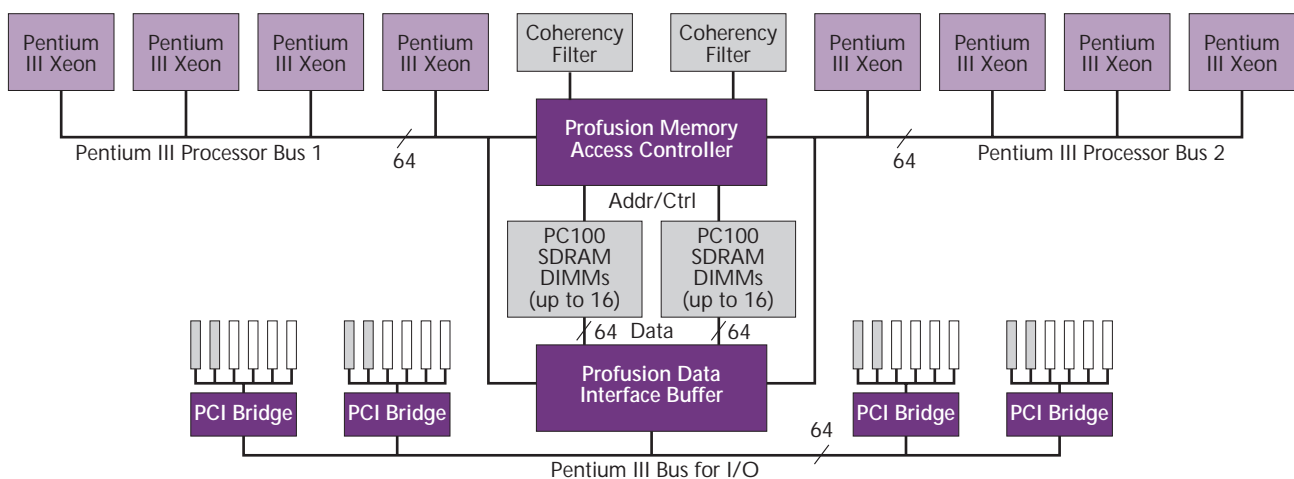 Pentium
III Xeon
Pentium
III Xeon
Pentium
III Xeon
Pentium
III Xeon
Coherency
Filter
Coherency
Filter
Pentium
III Xeon
Pentium
III Xeon
Pentium
III Xeon
Pentium
III Xeon
Profusion Memory
Access Controller
Pentium III Processor Bus 1
64
64
Pentium III Processor Bus 2
Addr/Ctrl
PC100
SDRAM
DIMMs
(up to 16)
PC100
SDRAM
DIMMs
(up to 16)
64
Data
64
Profusion Data
Interface Buffer
PCI Bridge
PCI Bridge
PCI Bridge
PCI Bridge
64
Pentium III Bus for I/O